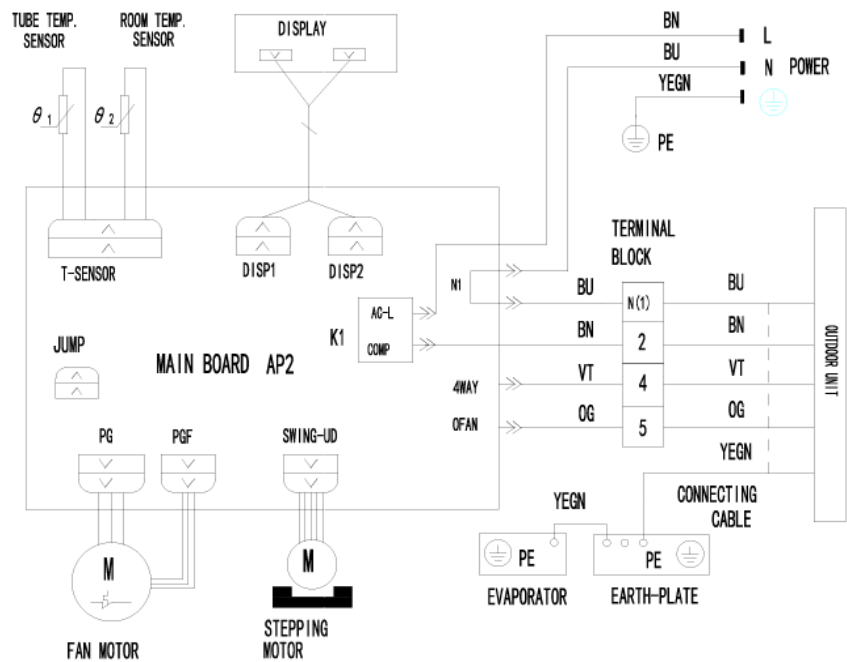 TUBE TEMP.
SENSOR
ROOM TEMP.
SENSOR
DISPLAY
BN
L
BU
N POWER
YEGN
PE
θ1
θ2
T-SENSOR
DISP1
DISP2
TERMINAL
BLOCK
N1
BU
N(1)
BU
AC-L
K1
COMP
BN
2
BN
JUMP
MAIN BOARD AP2
4WAY
VT
4
VT
OFAN
OG
5
OG
OUTDOOR UNIT
PG
PGF
SWING-UD
YEGN
CONNECTING
CABLE
YEGN
M
M
PE
PE
EVAPORATOR
EARTH-PLATE
STEPPING
MOTOR
FAN MOTOR